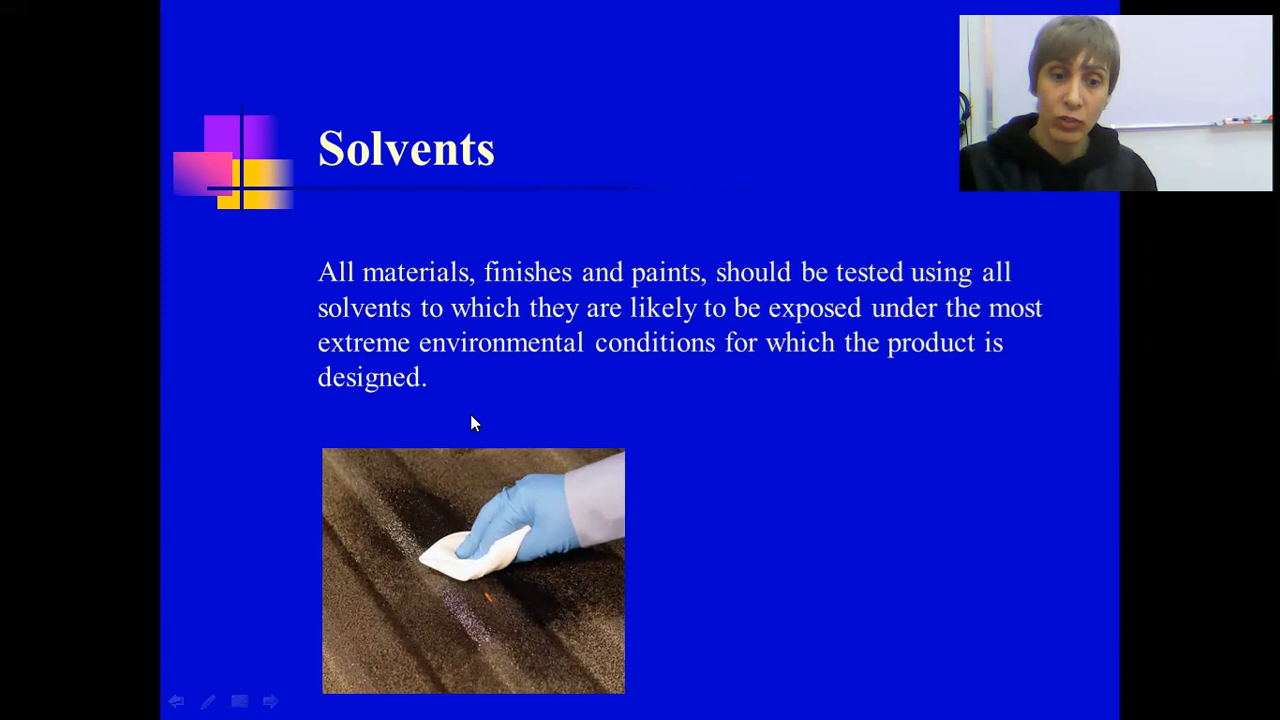 Solvents
All materials, finishes and paints, should be tested using all
solvents to which they are likely to be exposed under the most
extreme environmental conditions for which the product is
designed.